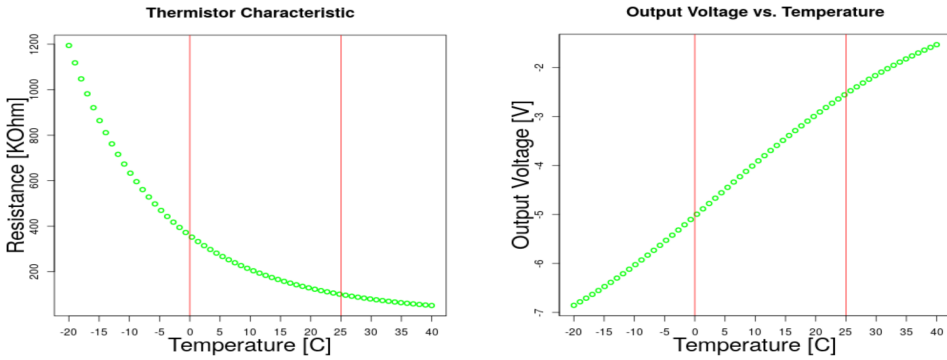 Thermistor Characteristic
Resistance [KOhm]
1200
1000
800
600
400
200
-20 -15 -10 -5 0 5 10 15 20 25 30 35 40
Temperature [C]
Output Voltage vs. Temperature
Output Voltage [V]
-2
-3
-4
-5
-6
-7
-20 -15 -10 -5 0 5 10 15 20 25 30 35 40
Temperature [C]